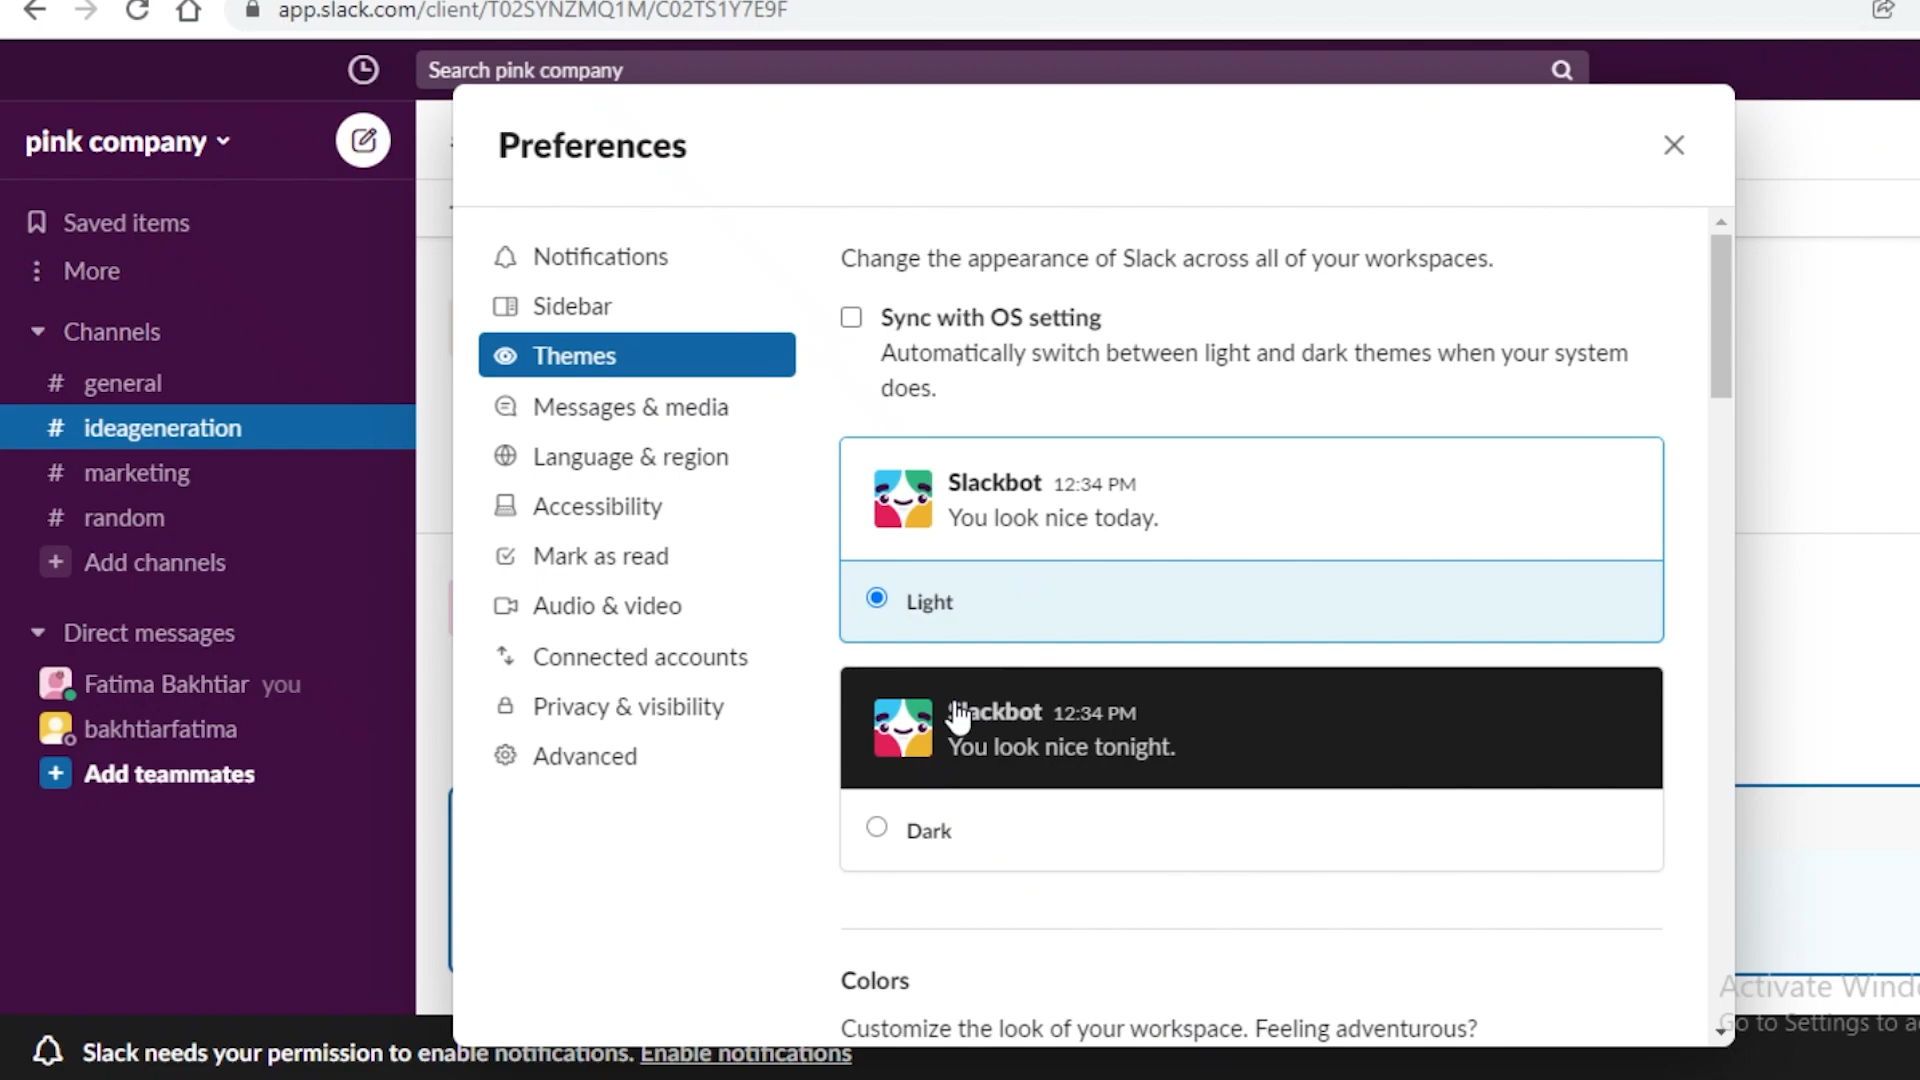 app.slack.com/client/T02SYNZMQ1M/C02TS1Y7E9F
Search pink company
pink company
Saved items
More
Channels
# general
# ideageneration
# marketing
# random
+ Add channels
Direct messages
Fatima Bakhtiar you
bakhtiarfatima
+ Add teammates
Preferences
Notifications
Sidebar
Themes
Messages & media
Language & region
Accessibility
Mark as read
Audio & video
Connected accounts
Privacy & visibility
Advanced
Change the appearance of Slack across all of your workspaces.
Sync with OS setting
Automatically switch between light and dark themes when your system
does.
Slackbot 12:34 PM
You look nice today.
Light
Slackbot 12:34 PM
You look nice tonight.
Dark
Colors
Customize the look of your workspace. Feeling adventurous?
Activate Windo
Go to Settings to a
Slack needs your permission to enable notifications. Enable notifications